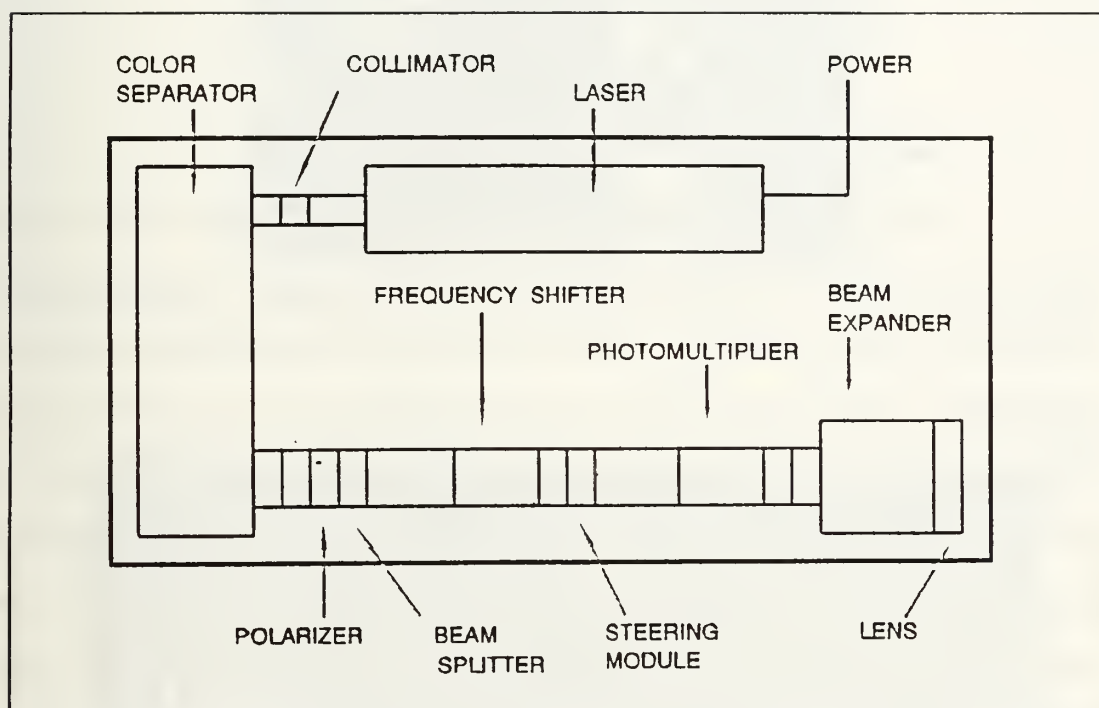 COLOR
SEPARATOR
COLLIMATOR
LASER
POWER
FREQUENCY SHIFTER
PHOTOMULTIPLIER
BEAM
EXPANDER
POLARIZER
BEAM
SPLITTER
STEERING
MODULE
LENS